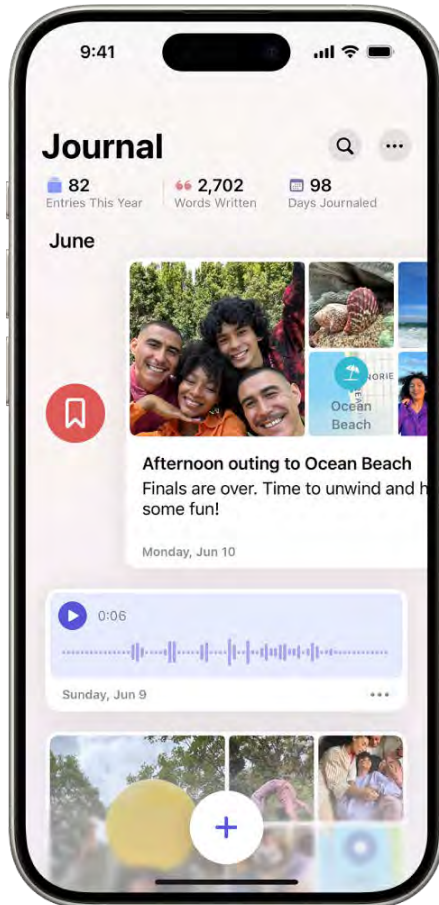 9:41
Journal
82
Entries This Year
2,702
Words Written
98
Days Journaled
June
NORIE
Ocean
Beach
Afternoon outing to Ocean Beach
Finals are over. Time to unwind and h
some fun!
Monday, Jun 10
0:06
Sunday, Jun 9